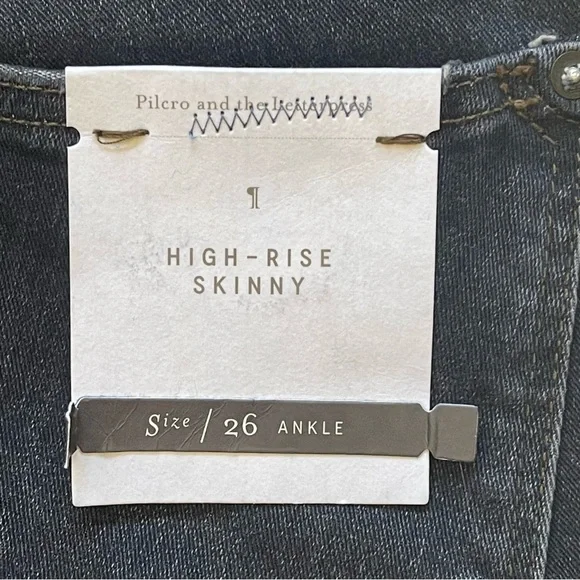 Pilcro and the Letterpress
¶
HIGH-RISE
SKINNY
Size / 26 ANKLE